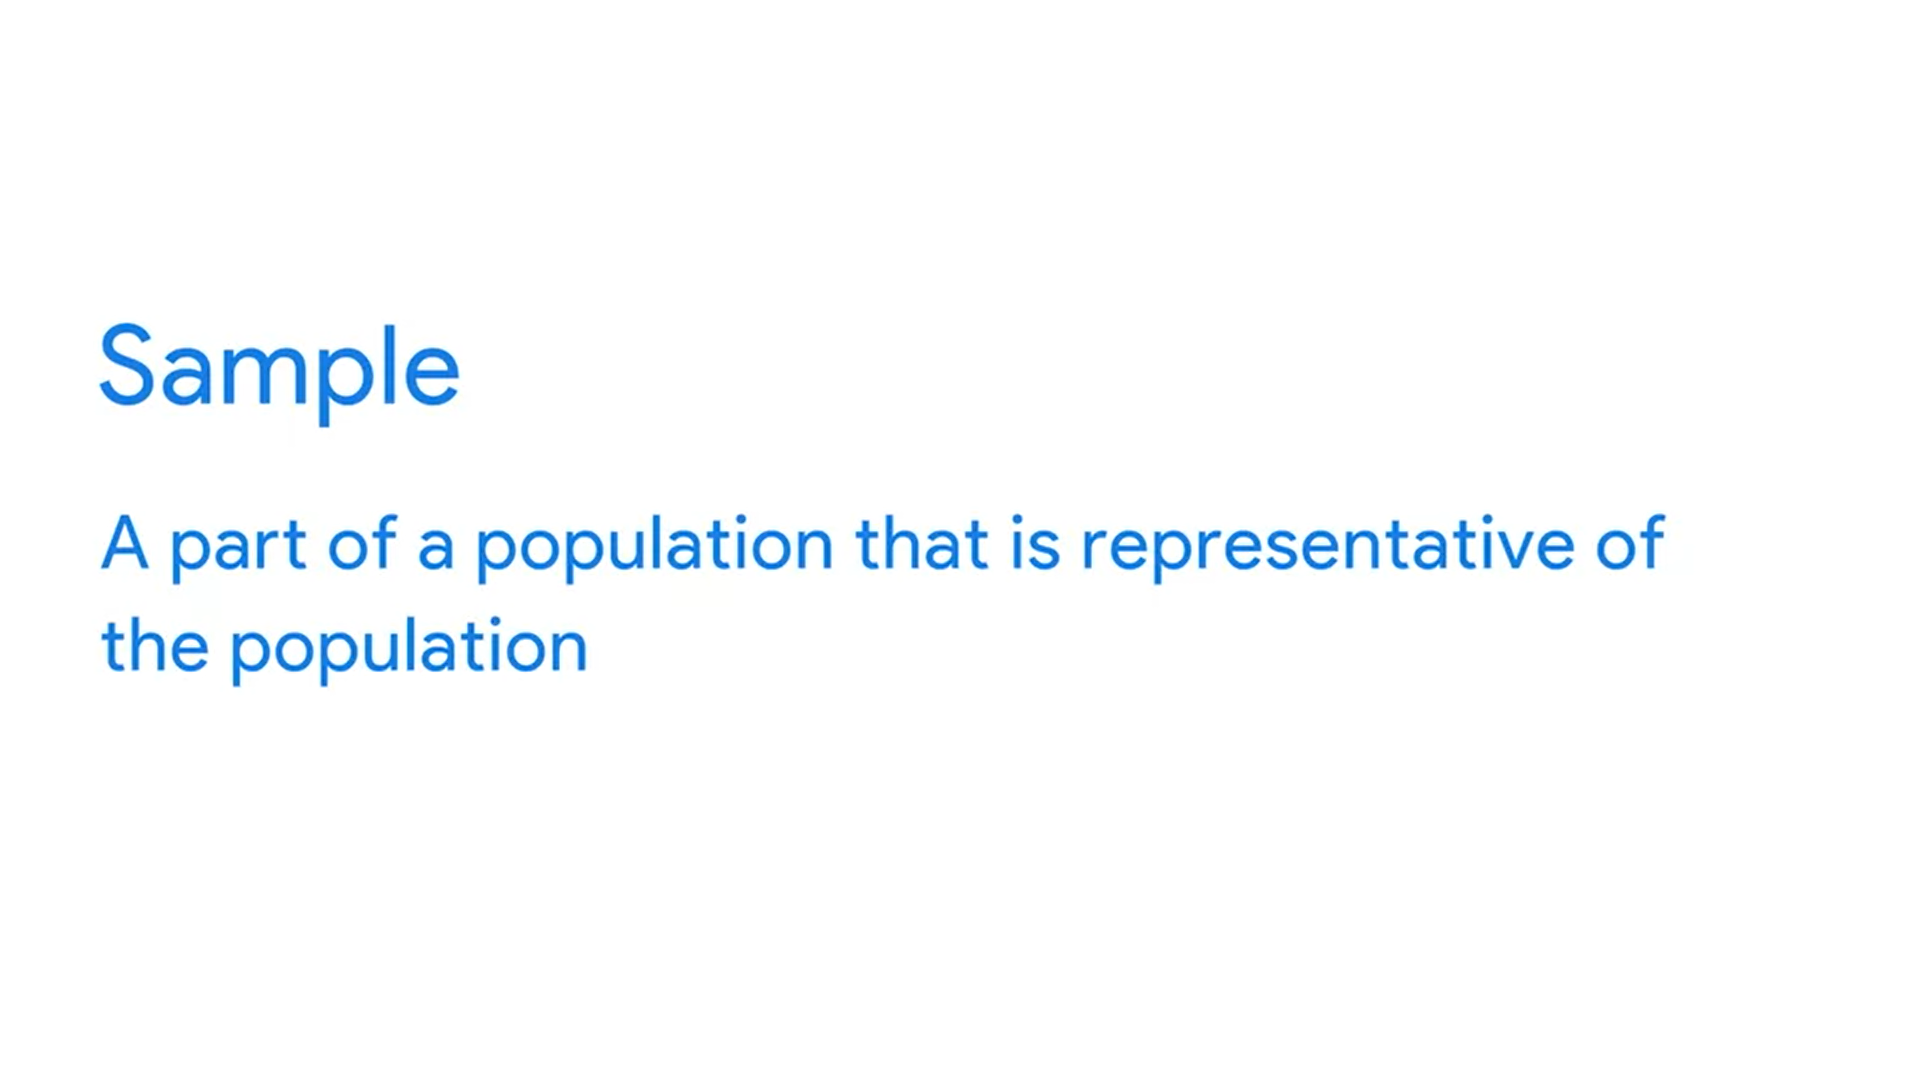 Sample
A part of a population that is representative of
the population